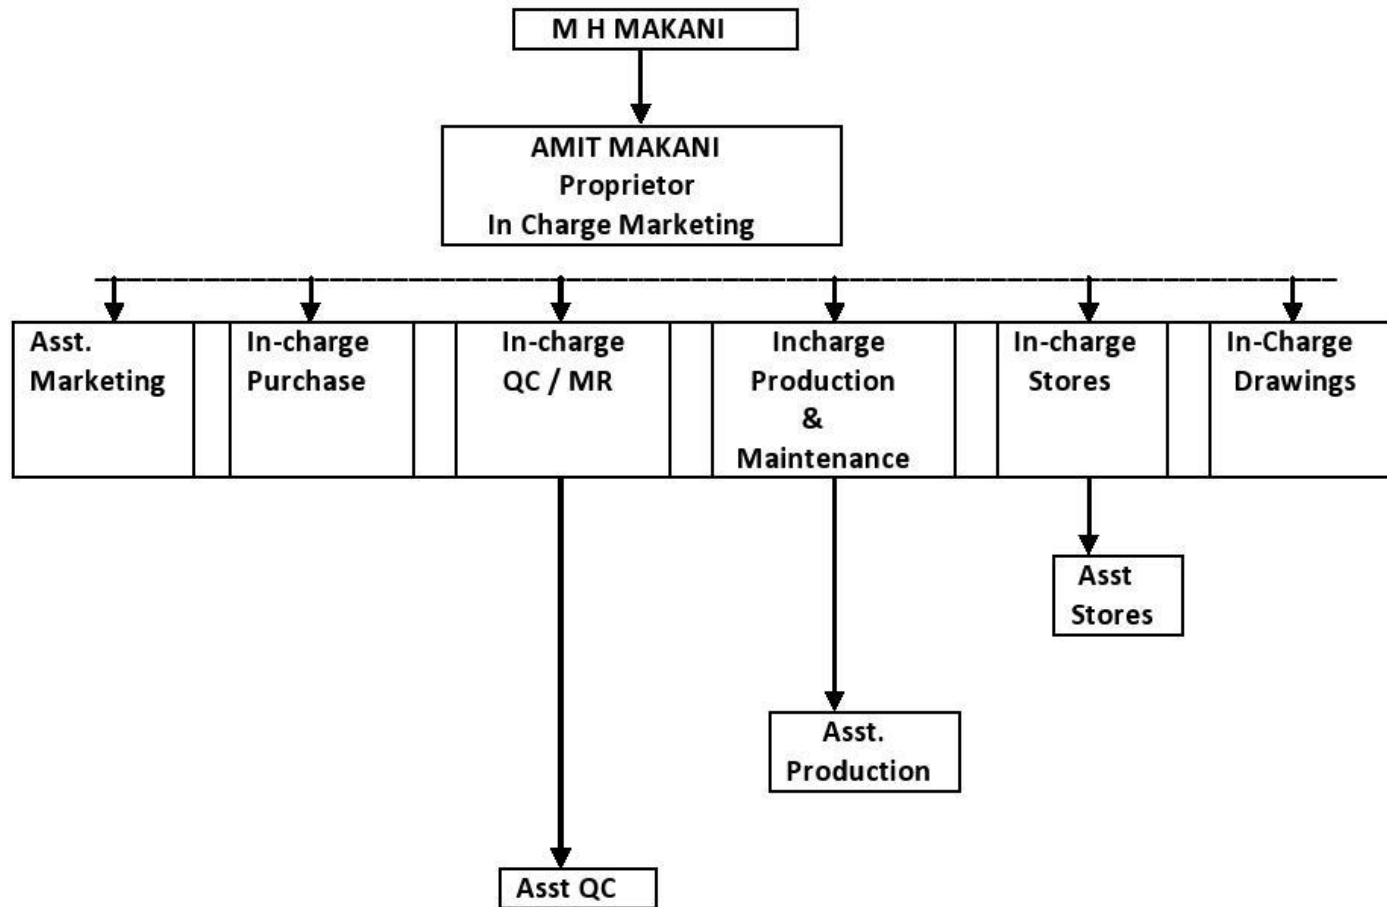 M H MAKANI
AMIT MAKANI
Proprietor
In Charge Marketing
Asst.
Marketing
In-charge
Purchase
In-charge
QC / MR
Incharge
Production
&
Maintenance
In-charge
Stores
In-Charge
Drawings
Asst
Stores
Asst.
Production
Asst QC